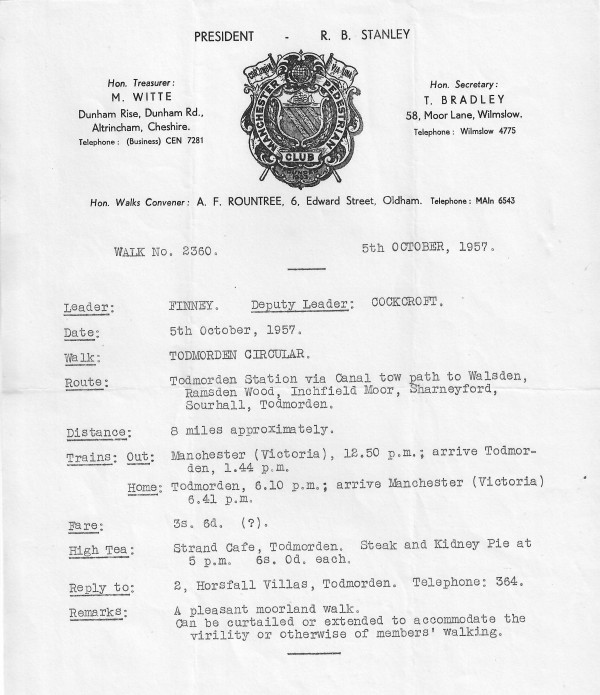 PRESIDENT - R. B. STANLEY
Hon. Treasurer:
M. WITTE
Dunham Rise, Dunham Rd.,
Altrincham, Cheshire.
Telephone: (Business) CEN 7281
MANCHESTER PEDESTRIAN
CLUB
Hon. Secretary:
T. BRADLEY
58, Moor Lane, Wilmslow.
Telephone: Wilmslow 4775
Hon. Walks Convener: A. F. ROUNTREE, 6, Edward Street, Oldham. Telephone: MAIn 6543
WALK No. 2360. 5th OCTOBER, 1957.
Leader: FINNEY. Deputy Leader: COCKCROFT.
Date: 5th October, 1957.
Walk: TODMORDEN CIRCULAR.
Route: Todmorden Station via Canal tow path to Walsden,
Ramsden Wood, Inchfield Moor, Sharneyford,
Sourhall, Todmorden.
Distance: 8 miles approximately.
Trains: Out: Manchester (Victoria), 12.50 p.m.; arrive Todmor-
den, 1.44 p.m.
Home: Todmorden, 6.10 p.m.; arrive Manchester (Victoria)
6.41 p.m.
Fare: 3s. 6d. (?).
High Tea: Strand Cafe, Todmorden. Steak and Kidney Pie at
5 p.m. 6s. 0d. each.
Reply to: 2, Horsfall Villas, Todmorden. Telephone: 364.
Remarks: A pleasant moorland walk.
Can be curtailed or extended to accommodate the
virility or otherwise of members' walking.